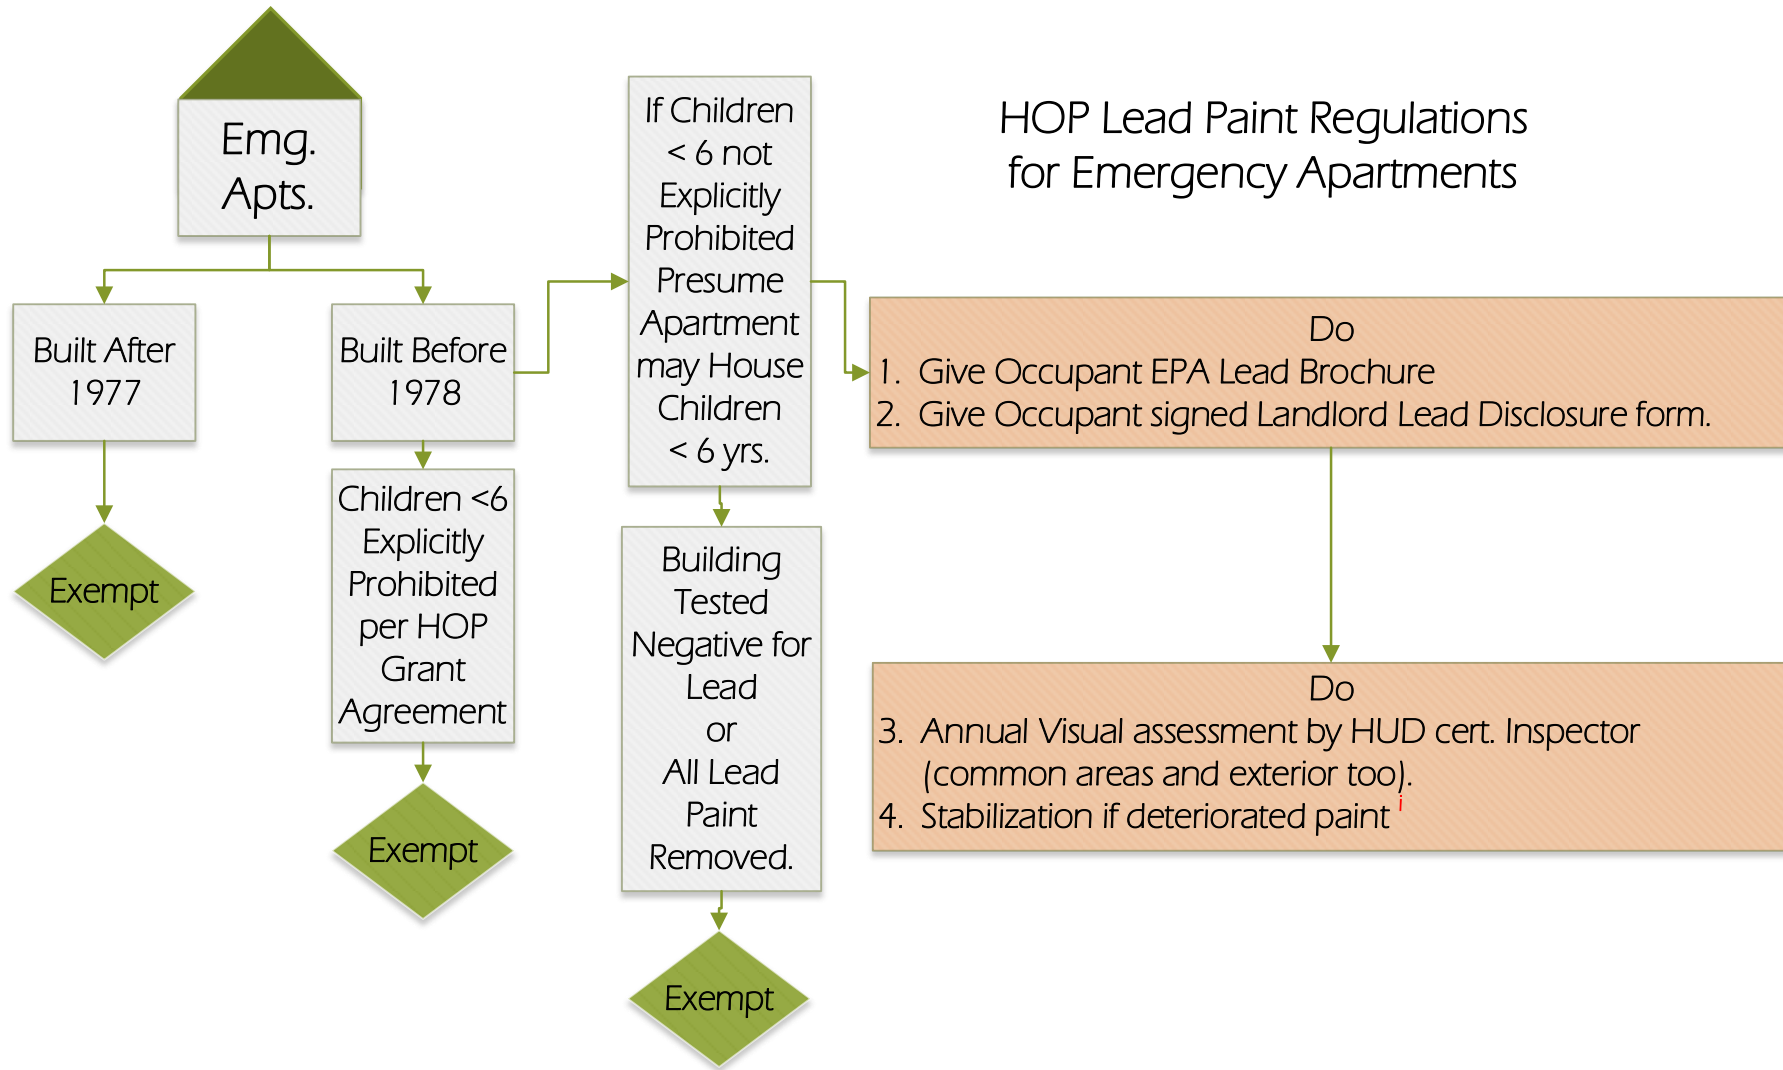 HOP Lead Paint Regulations
for Emergency Apartments
Emg.
Apts.
Built After
1977
Exempt
Built Before
1978
Children <6
Explicitly
Prohibited
per HOP
Grant
Agreement
Exempt
If Children
< 6 not
Explicitly
Prohibited
Presume
Apartment
may House
Children
< 6 yrs.
Building
Tested
Negative for
Lead
or
All Lead
Paint
Removed.
Exempt
Do
1. Give Occupant EPA Lead Brochure
2. Give Occupant signed Landlord Lead Disclosure form.
Do
3. Annual Visual assessment by HUD cert. Inspector
(common areas and exterior too).
4. Stabilization if deteriorated paint i